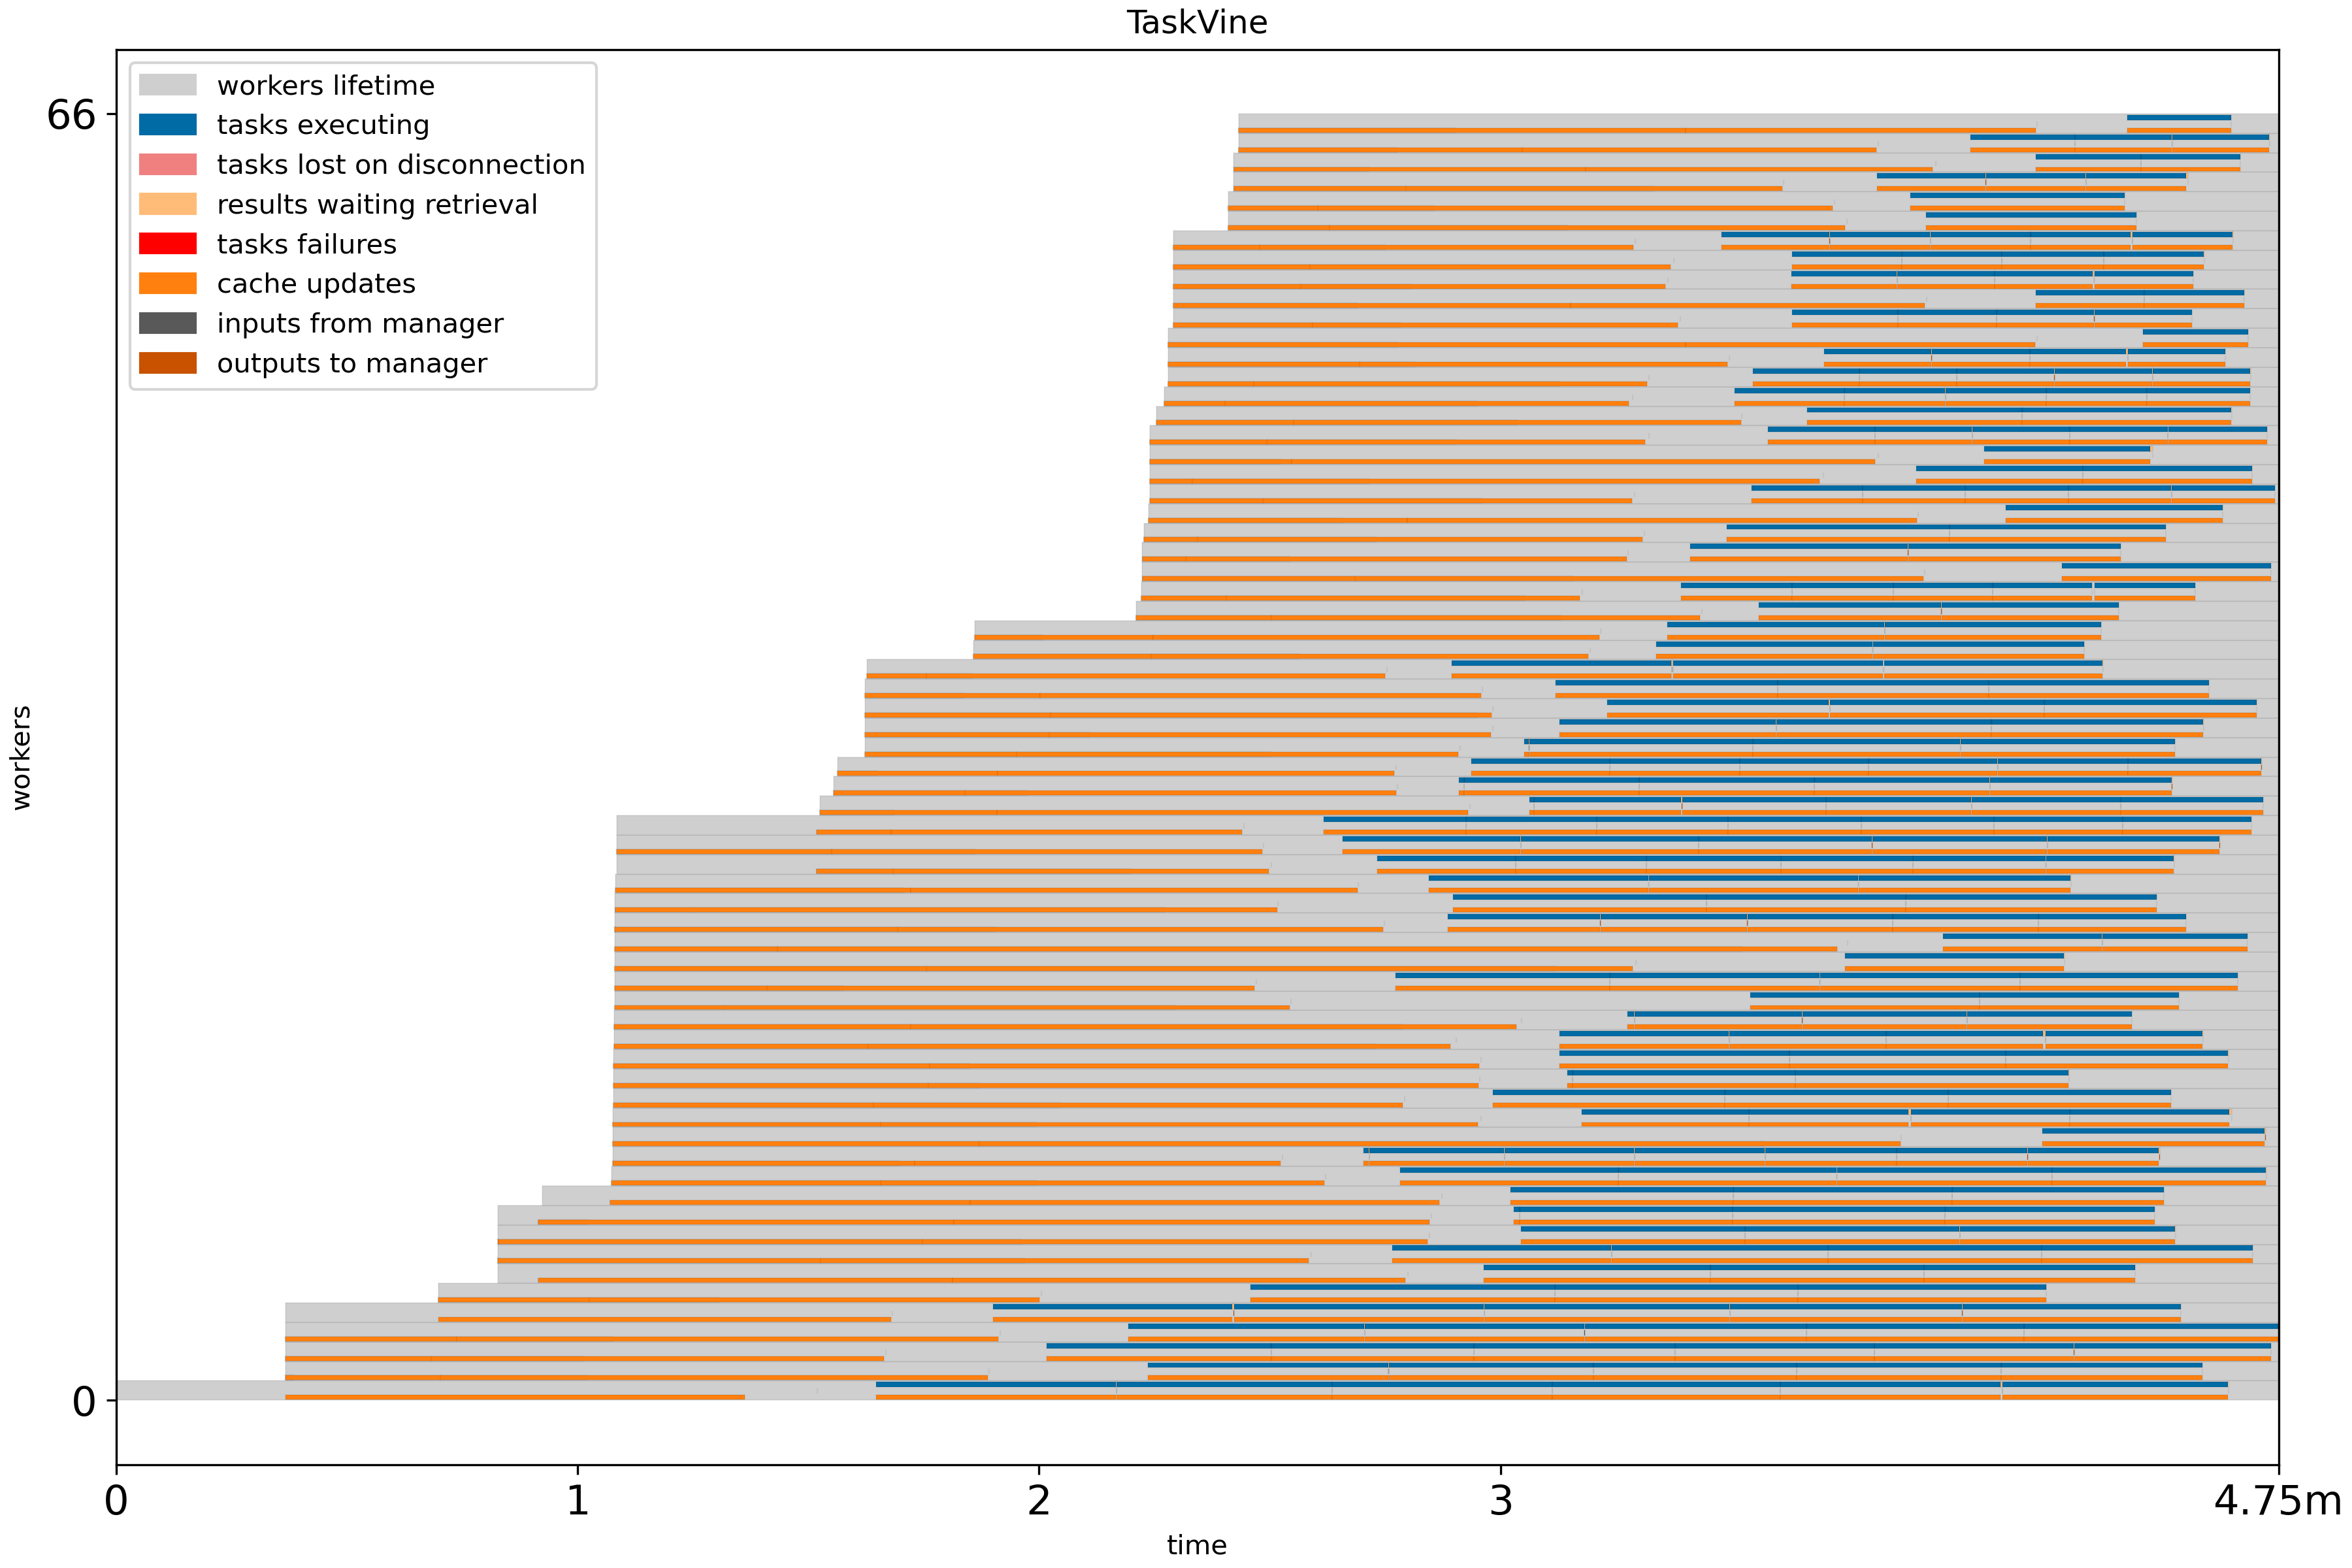 TaskVine
66
workers lifetime
tasks executing
tasks lost on disconnection
results waiting retrieval
tasks failures
cache updates
inputs from manager
outputs to manager
workers
0
0 1 2 3 4.75m
time